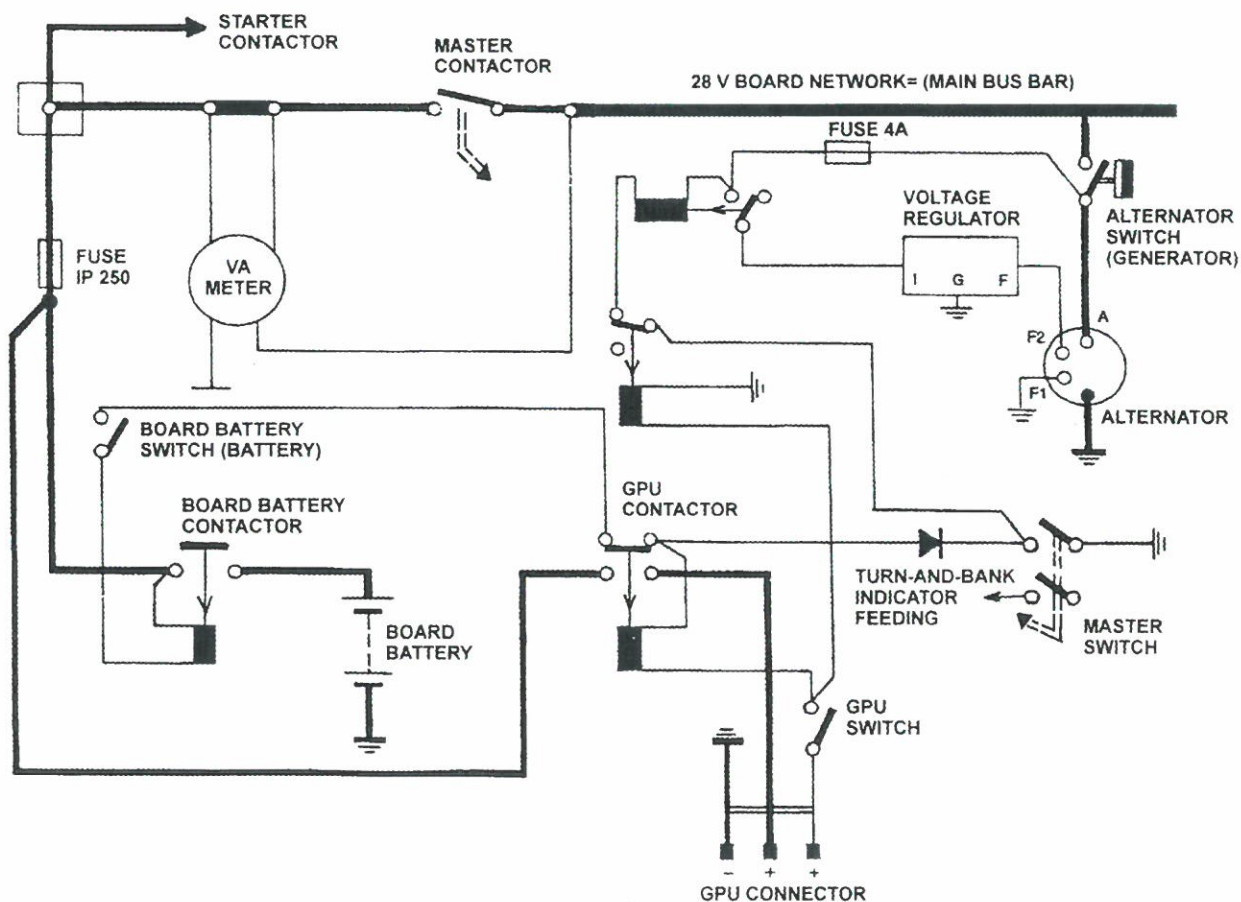 STARTER
CONTACTOR
MASTER
CONTACTOR
28 V BOARD NETWORK= (MAIN BUS BAR)
FUSE 4A
VOLTAGE
REGULATOR
I G F
ALTERNATOR
SWITCH
(GENERATOR)
FUSE
IP 250
VA
METER
A
F2
F1
ALTERNATOR
BOARD BATTERY
SWITCH (BATTERY)
BOARD BATTERY
CONTACTOR
GPU
CONTACTOR
BOARD
BATTERY
TURN-AND-BANK
INDICATOR
FEEDING
MASTER
SWITCH
GPU
SWITCH
- + +
GPU CONNECTOR